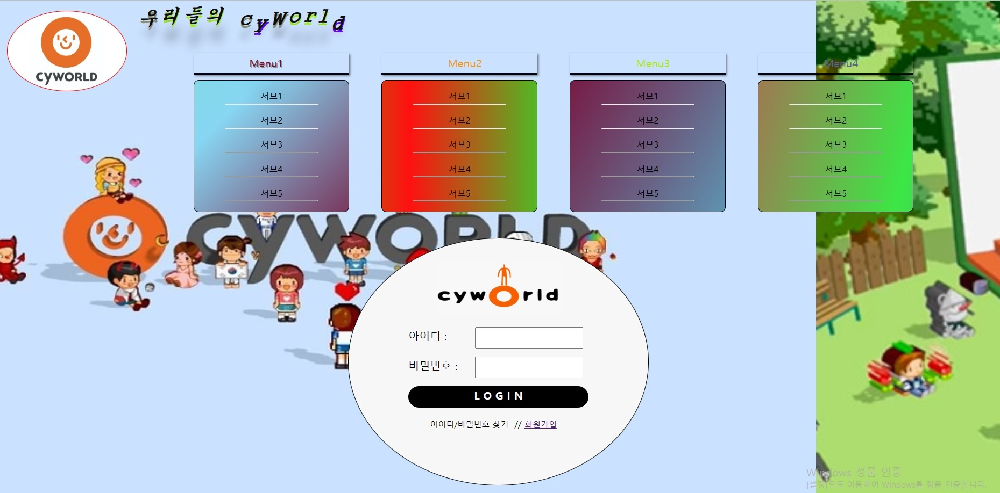 우리들의 cyWorld
CYWORLD
Menu1
Menu2
Menu3
Menu4
서브1
서브2
서브3
서브4
서브5
서브1
서브2
서브3
서브4
서브5
서브1
서브2
서브3
서브4
서브5
서브1
서브2
서브3
서브4
서브5
CYWORLD
cyworld
아이디 :
비밀번호 :
LOGIN
아이디/비밀번호 찾기 // 회원가입
Windows 정품 인증
[설정]으로 이동하여 Windows를 정품 인증합니다.